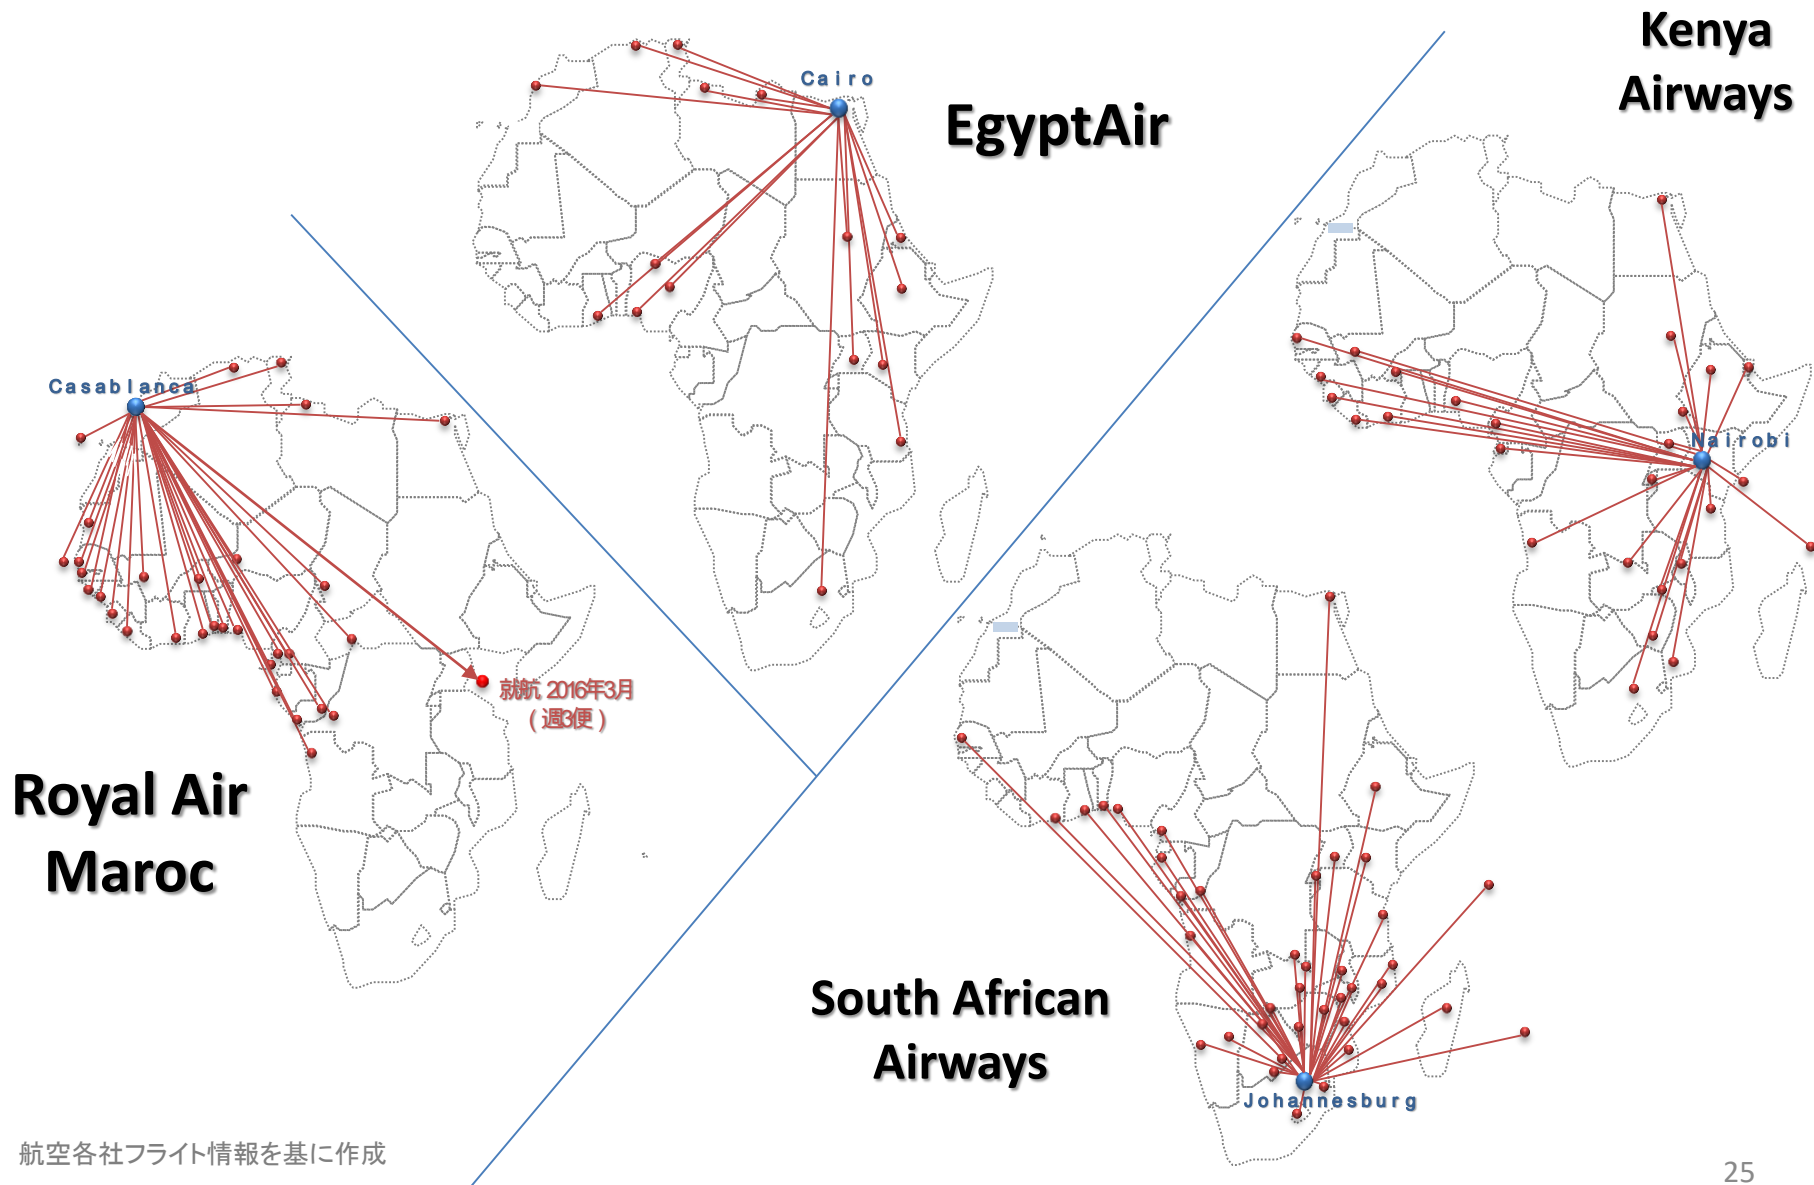 Kenya
Airways
Cairo
EgyptAir
Casablanca
Nairobi
就航 2016年3月
( 週3便 )
Royal Air
Maroc
South African
Airways
Johannesburg
航空各社フライト情報を基に作成
25